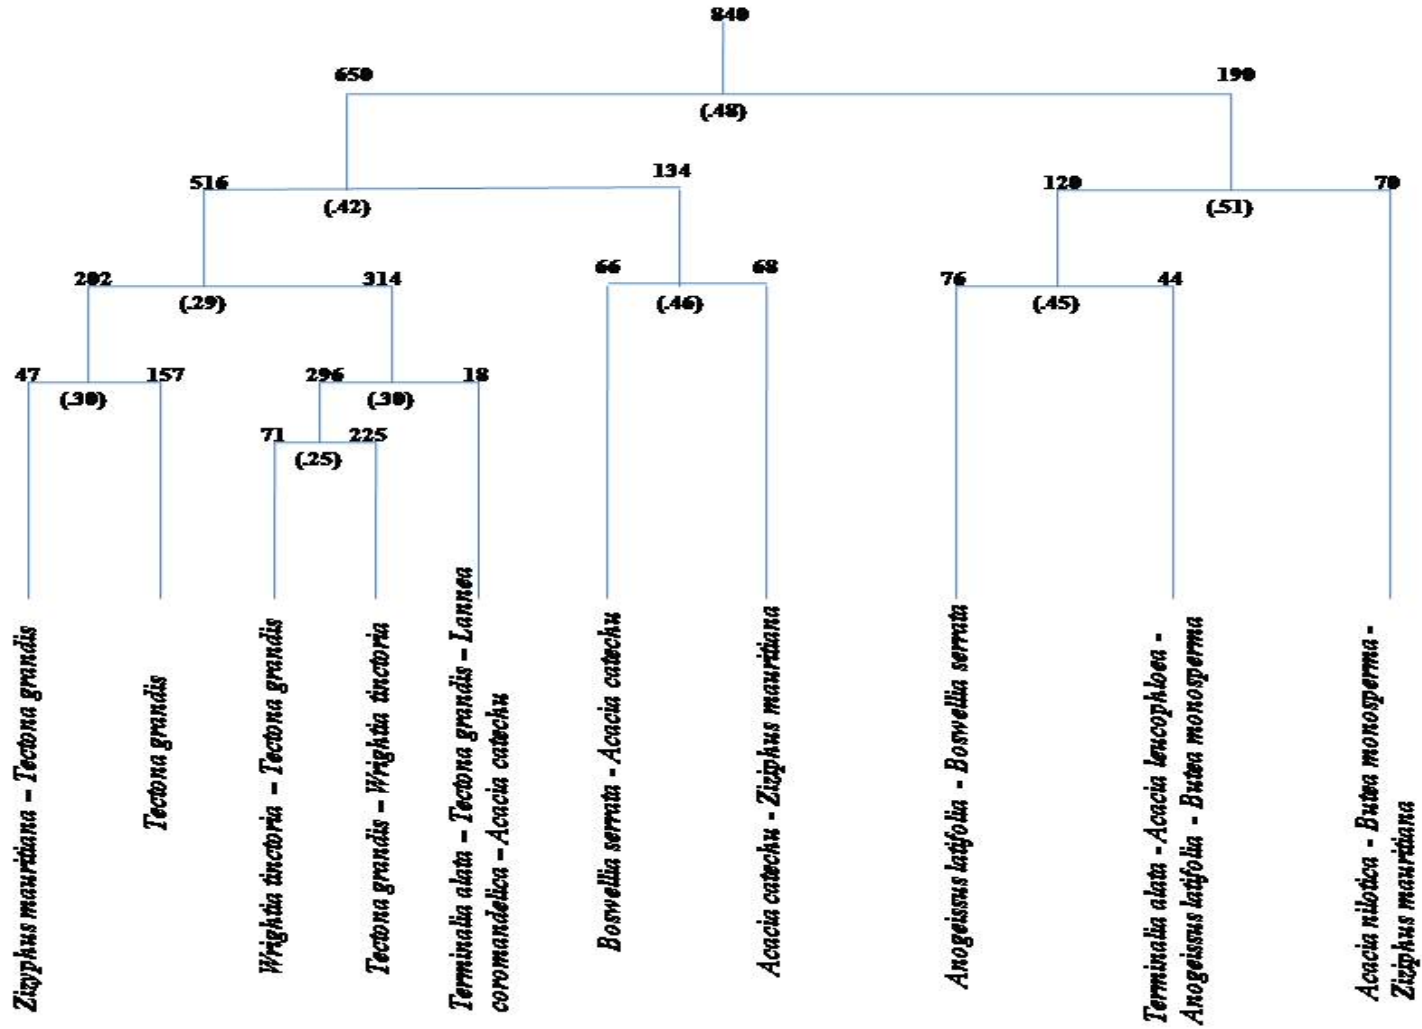 840
650
190
(.48)
516
134
120
70
(.42)
(.51)
202
314
66
68
76
44
(.29)
(.46)
(.45)
47
157
296
18
(.30)
(.30)
71
225
(.25)
Zizyphus mauritiana – Tectona grandis
Tectona grandis
Wrightia tinctoria – Tectona grandis
Tectona grandis – Wrightia tinctoria
Terminalia alata – Tectona grandis – Lannea
coromandelica – Acacia catechu
Boswellia serrata - Acacia catechu
Acacia catechu - Ziziphus mauritiana
Anogeissus latifolia - Boswellia serrata
Terminalia alata - Acacia leucophloea -
Anogeissus latifolia - Butea monosperma
Acacia nilotica - Butea monosperma -
Ziziphus mauritiana